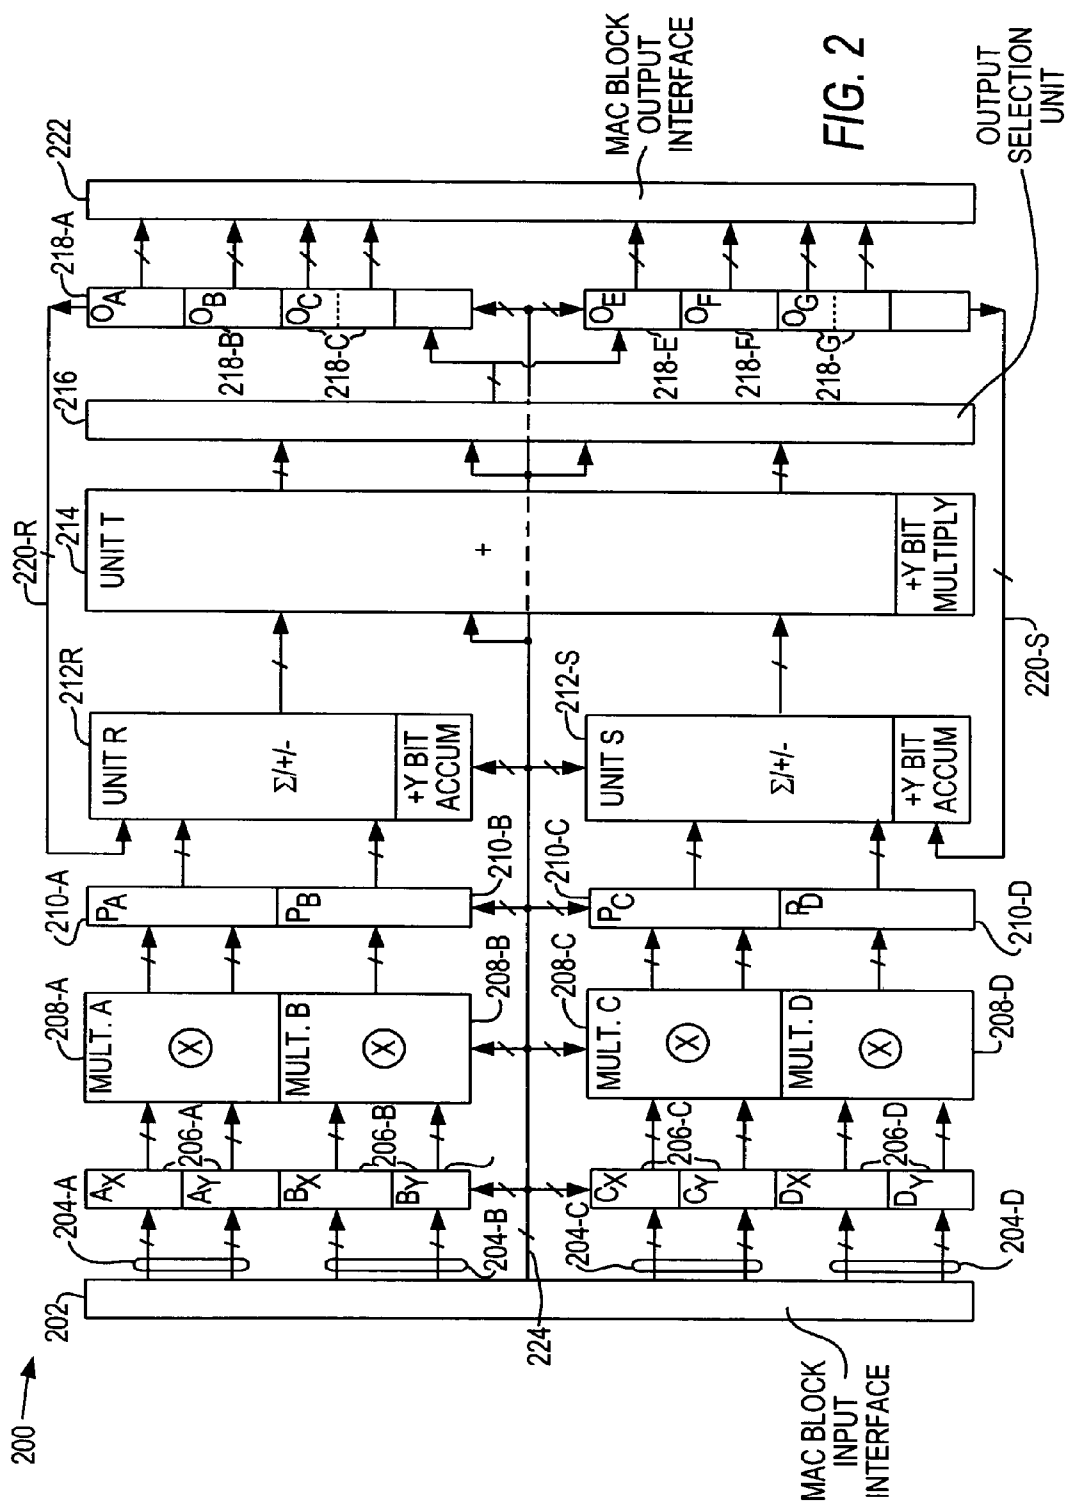 200
202
MAC BLOCK
INPUT
INTERFACE
204-A
204-B
204-C
204-D
224
AX
AY
BX
BY
CX
CY
DX
DY
206-A
206-B
206-C
206-D
208-A
MULT. A
X
MULT. B
X
208-B
208-C
MULT. C
X
MULT. D
X
208-D
210-A
PA
PB
210-B
210-C
PC
PD
210-D
212R
UNIT R
Σ/+/-
+Y BIT
ACCUM
212-S
UNIT S
Σ/+/-
+Y BIT
ACCUM
220-R
220-S
214
UNIT T
+
+Y BIT
MULTIPLY
216
OUTPUT
SELECTION
UNIT
218-A
OA
OB
OC
218-B
218-C
OE
OF
OG
218-E
218-F
218-G
222
MAC BLOCK
OUTPUT
INTERFACE
FIG. 2